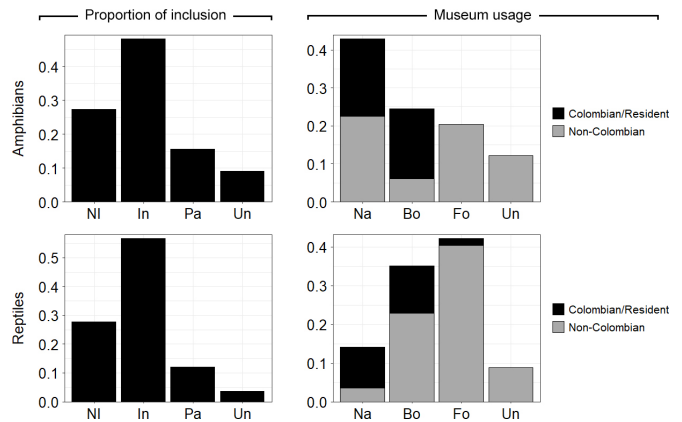 Proportion of inclusion
Museum usage
Amphibians
0.4
0.3
0.2
0.1
0.0
NI
In
Pa
Un
0.4
0.3
0.2
0.1
0.0
Na
Bo
Fo
Un
Colombian/Resident
Non-Colombian
Reptiles
0.5
0.4
0.3
0.2
0.1
0.0
NI
In
Pa
Un
0.4
0.3
0.2
0.1
0.0
Na
Bo
Fo
Un
Colombian/Resident
Non-Colombian